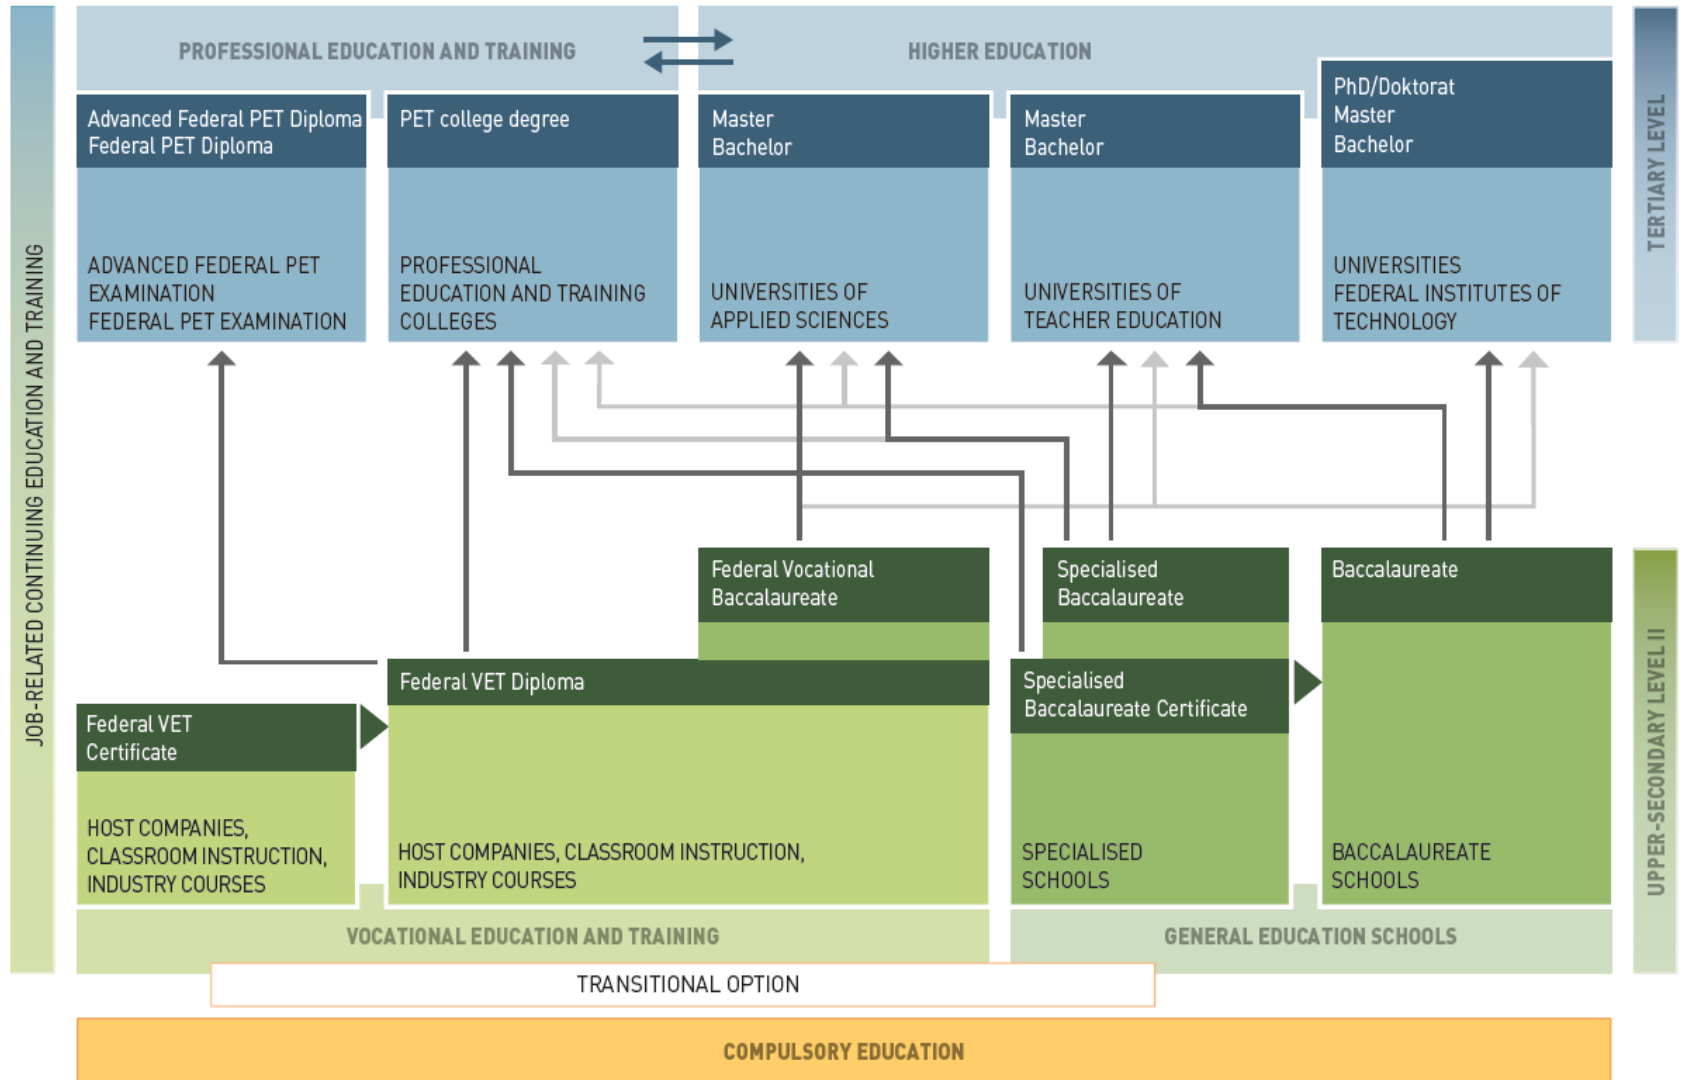 PROFESSIONAL EDUCATION AND TRAINING
HIGHER EDUCATION
Advanced Federal PET Diploma
Federal PET Diploma
ADVANCED FEDERAL PET
EXAMINATION
FEDERAL PET EXAMINATION
PET college degree
PROFESSIONAL
EDUCATION AND TRAINING
COLLEGES
Master
Bachelor
UNIVERSITIES OF
APPLIED SCIENCES
Master
Bachelor
UNIVERSITIES OF
TEACHER EDUCATION
PhD/Doktorat
Master
Bachelor
UNIVERSITIES
FEDERAL INSTITUTES OF
TECHNOLOGY
TERTIARY LEVEL
JOB-RELATED CONTINUING EDUCATION AND TRAINING
Federal Vocational
Baccalaureate
Specialised
Baccalaureate
Baccalaureate
Federal VET Diploma
Specialised
Baccalaureate Certificate
Federal VET
Certificate
HOST COMPANIES,
CLASSROOM INSTRUCTION,
INDUSTRY COURSES
HOST COMPANIES, CLASSROOM INSTRUCTION,
INDUSTRY COURSES
SPECIALISED
SCHOOLS
BACCALAUREATE
SCHOOLS
UPPER-SECONDARY LEVEL II
VOCATIONAL EDUCATION AND TRAINING
GENERAL EDUCATION SCHOOLS
TRANSITIONAL OPTION
COMPULSORY EDUCATION